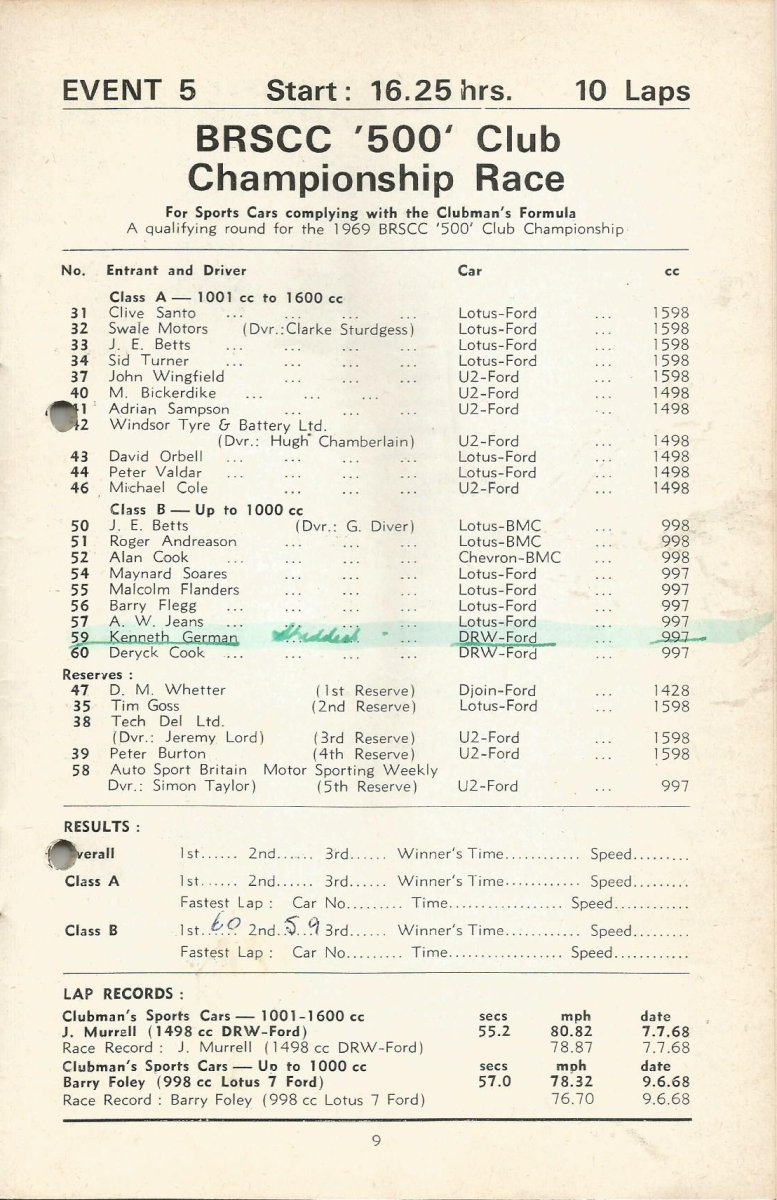 EVENT 5 Start: 16.25 hrs. 10 Laps
BRSCC '500' Club
Championship Race
For Sports Cars complying with the Clubman's Formula
A qualifying round for the 1969 BRSCC '500' Club Championship
No. Entrant and Driver Car cc
Class A — 1001 cc to 1600 cc
31 Clive Santo ... ... ... ... Lotus-Ford ... 1598
32 Swale Motors (Dvr.:Clarke Sturdgess) Lotus-Ford ... 1598
33 J. E. Betts ... ... ... ... Lotus-Ford ... 1598
34 Sid Turner ... ... ... ... Lotus-Ford ... 1598
37 John Wingfield ... ... ... U2-Ford ... 1598
40 M. Bickerdike ... ... ... U2-Ford ... 1498
41 Adrian Sampson ... ... ... U2-Ford ... 1498
42 Windsor Tyre & Battery Ltd.
(Dvr.: Hugh Chamberlain) U2-Ford ... 1498
43 David Orbell ... ... ... ... Lotus-Ford ... 1498
44 Peter Valdar ... ... ... ... Lotus-Ford ... 1498
46 Michael Cole ... ... ... U2-Ford ... 1498
Class B — Up to 1000 cc
50 J. E. Betts (Dvr.: G. Diver) Lotus-BMC ... 998
51 Roger Andreason ... ... ... Lotus-BMC ... 998
52 Alan Cook ... ... ... ... Chevron-BMC ... 998
54 Maynard Soares ... ... ... Lotus-Ford ... 997
55 Malcolm Flanders ... ... ... Lotus-Ford ... 997
56 Barry Flegg ... ... ... ... Lotus-Ford ... 997
57 A. W. Jeans ... ... ... ... Lotus-Ford ... 997
59 Kenneth German ... DRW-Ford ... 997
60 Deryck Cook ... ... ... ... DRW-Ford ... 997
Reserves :
47 D. M. Whetter (1st Reserve) Djoin-Ford ... 1428
35 Tim Goss (2nd Reserve) Lotus-Ford ... 1598
38 Tech Del Ltd.
(Dvr.: Jeremy Lord) (3rd Reserve) U2-Ford ... 1598
39 Peter Burton (4th Reserve) U2-Ford ... 1598
58 Auto Sport Britain Motor Sporting Weekly
Dvr.: Simon Taylor) (5th Reserve) U2-Ford ... 997
RESULTS :
Overall 1st...... 2nd...... 3rd...... Winner's Time............ Speed.........
Class A 1st...... 2nd...... 3rd...... Winner's Time............ Speed.........
Fastest Lap : Car No......... Time.................. Speed............
Class B 1st. 60 2nd. 59 3rd...... Winner's Time............ Speed.........
Fastest Lap : Car No......... Time.................. Speed............
LAP RECORDS :
Clubman's Sports Cars — 1001-1600 cc secs mph date
J. Murrell (1498 cc DRW-Ford) 55.2 80.82 7.7.68
Race Record : J. Murrell (1498 cc DRW-Ford) 78.87 7.7.68
Clubman's Sports Cars — Up to 1000 cc secs mph date
Barry Foley (998 cc Lotus 7 Ford) 57.0 78.32 9.6.68
Race Record : Barry Foley (998 cc Lotus 7 Ford) 76.70 9.6.68
9